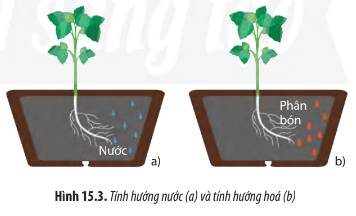 Nước
a)
Phân
bón
b)
Hình 15.3. Tính hướng nước (a) và tính hướng hoá (b)